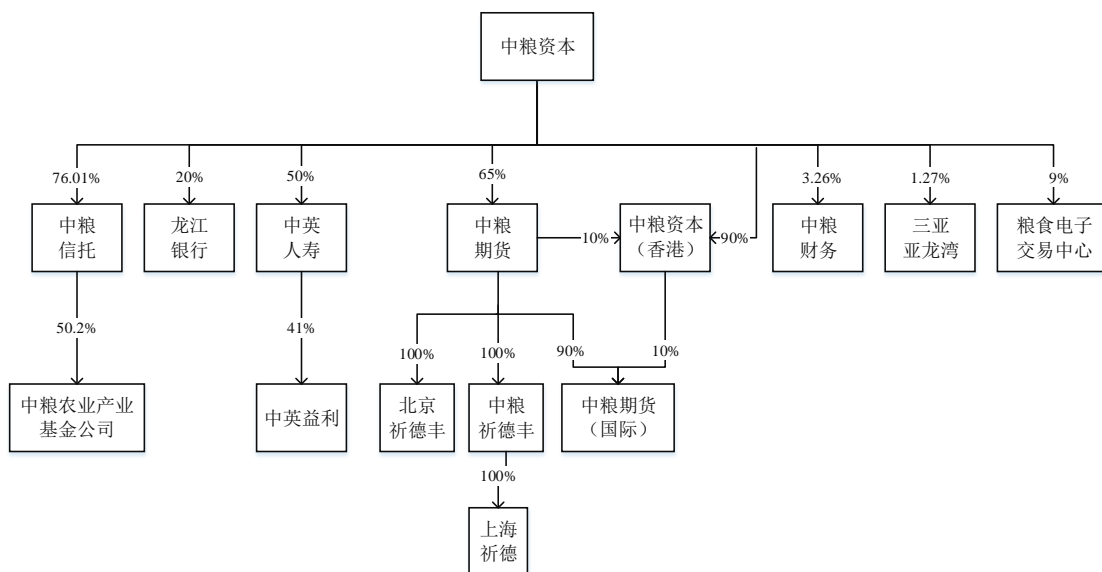 中粮资本
76.01%
20%
50%
65%
3.26%
1.27%
9%
中粮
信托
龙江
银行
中英
人寿
中粮
期货
10%
中粮资本
（香港）
90%
中粮
财务
三亚
亚龙湾
粮食电子
交易中心
50.2%
41%
100%
100%
90%
10%
中粮农业产业
基金公司
中英益利
北京
祈德丰
中粮
祈德丰
中粮期货
（国际）
100%
上海
祈德